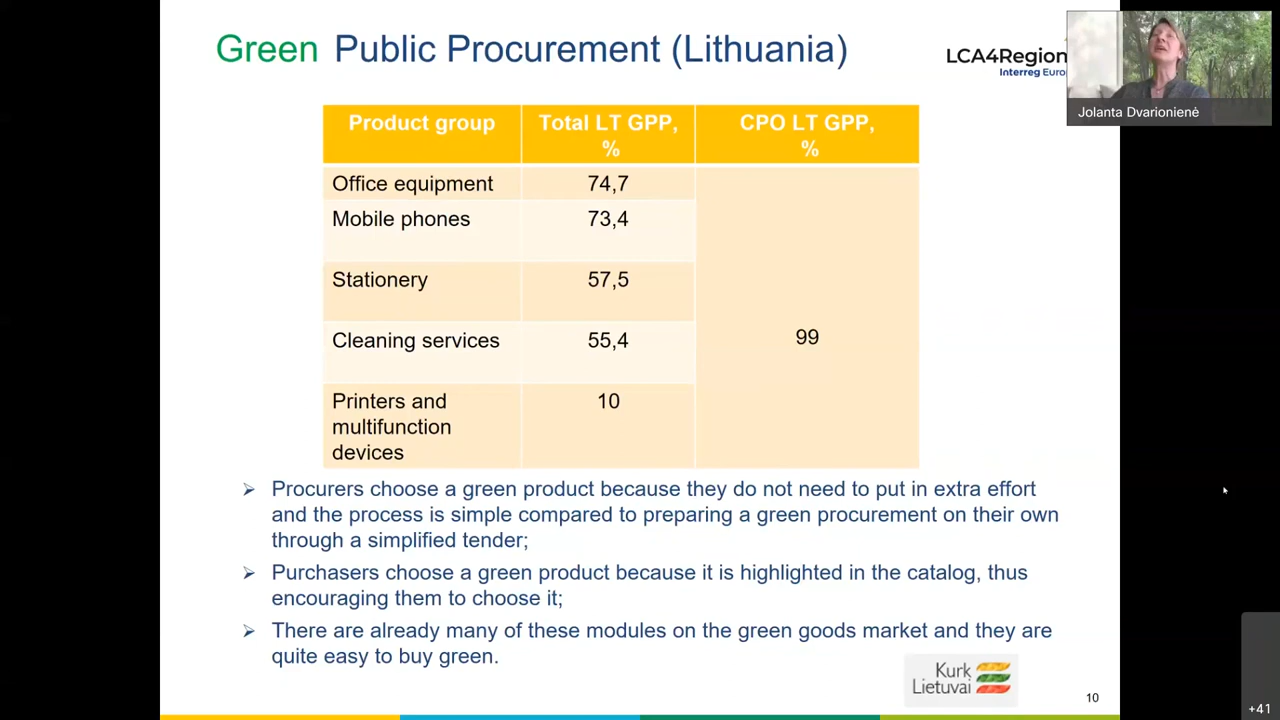 Green Public Procurement (Lithuania)
LCA4Region
Interreg Euro
Jolanta Dvarionienė
Product group
Total LT GPP, %
CPO LT GPP, %
Office equipment
74,7
Mobile phones
73,4
Stationery
57,5
Cleaning services
55,4
99
Printers and multifunction devices
10
Procurers choose a green product because they do not need to put in extra effort
and the process is simple compared to preparing a green procurement on their own
through a simplified tender;
Purchasers choose a green product because it is highlighted in the catalog, thus
encouraging them to choose it;
There are already many of these modules on the green goods market and they are
quite easy to buy green.
Kurk
Lietuvai
10
+41